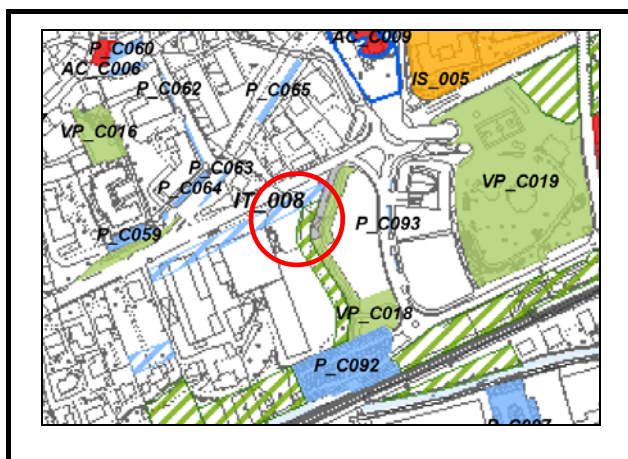 AC_C009
P_C060
AC_C006
IS_005
P_C062
P_C065
VP_C016
P_C063
VP_C019
P_C064
IT_008
P_C093
P_C059
VP_C018
P_C092